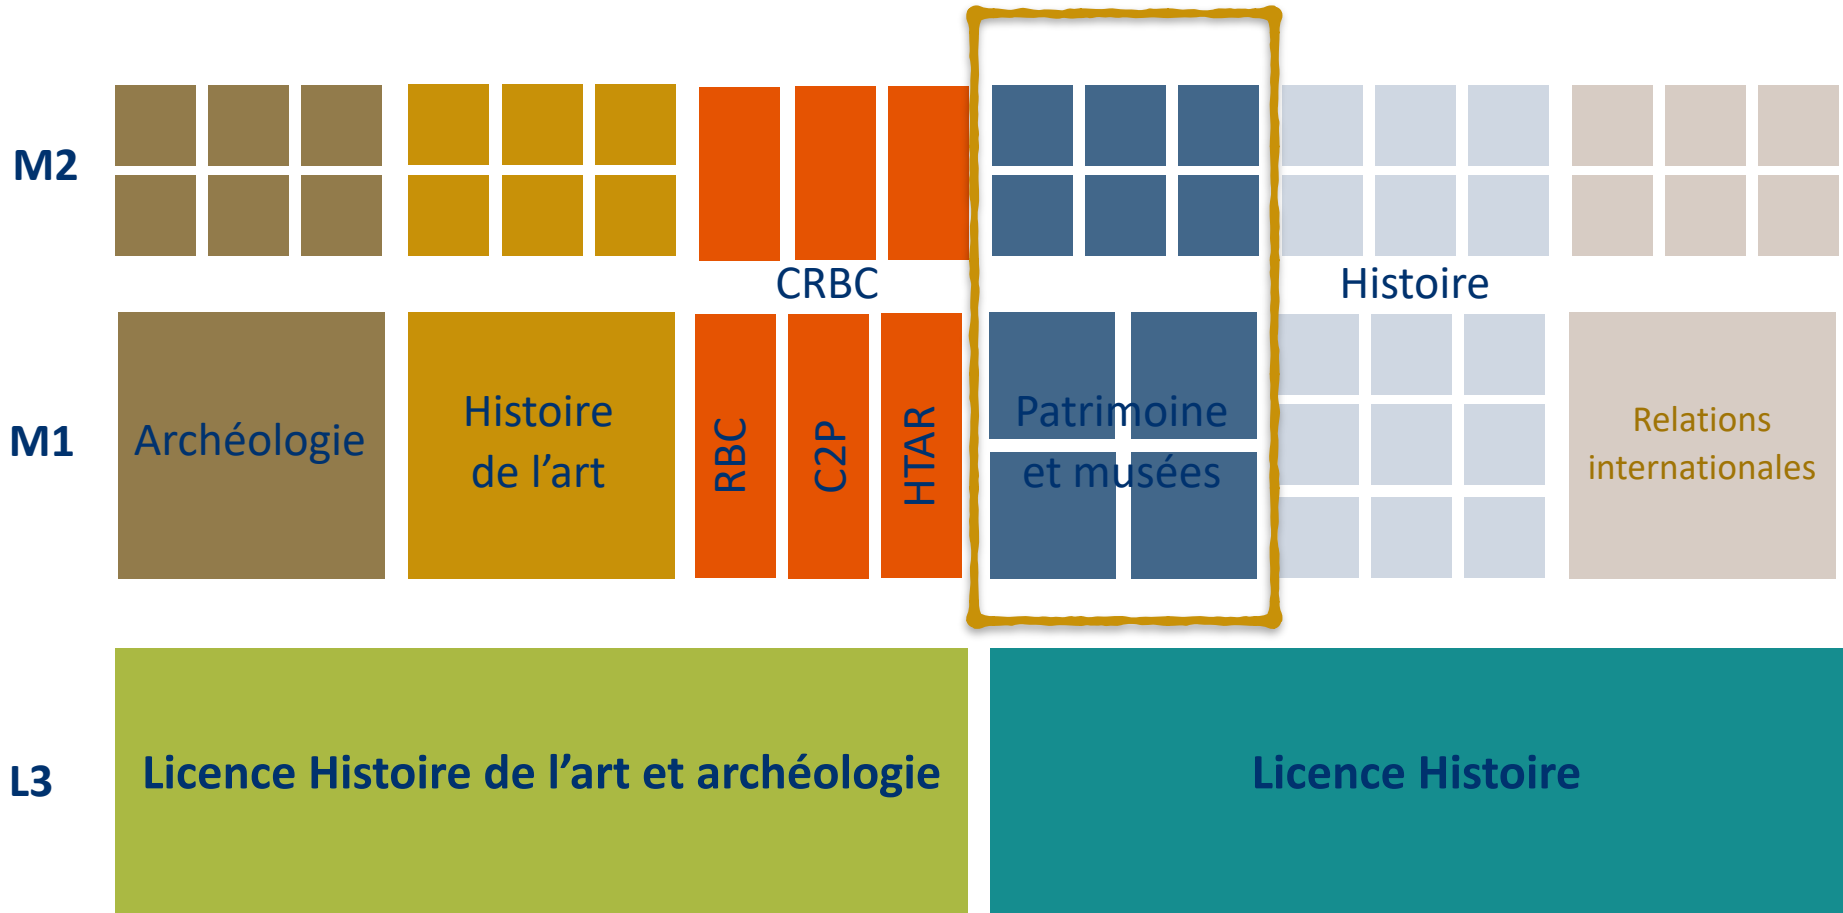 M2
CRBC
Histoire
M1
Archéologie
Histoire
de l’art
RBC
C2P
HTAR
Patrimoine
et musées
Relations
internationales
L3
Licence Histoire de l’art et archéologie
Licence Histoire